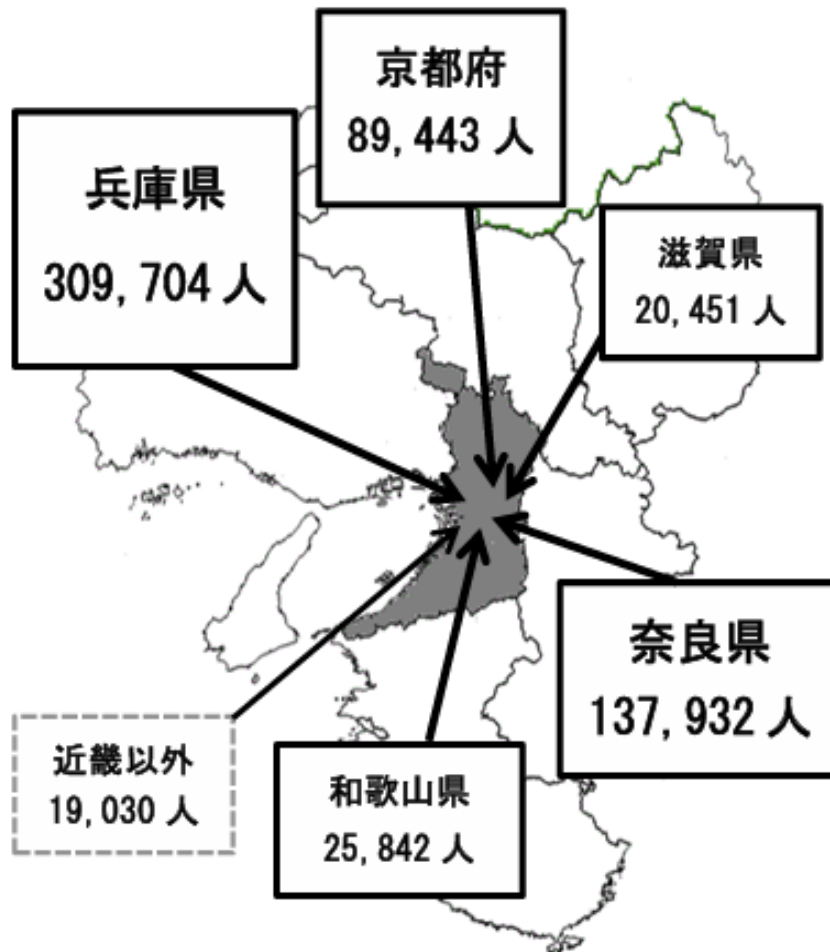 京都府
89,443 人
兵庫県
309,704 人
滋賀県
20,451 人
奈良県
137,932 人
近畿以外
19,030 人
和歌山県
25,842 人